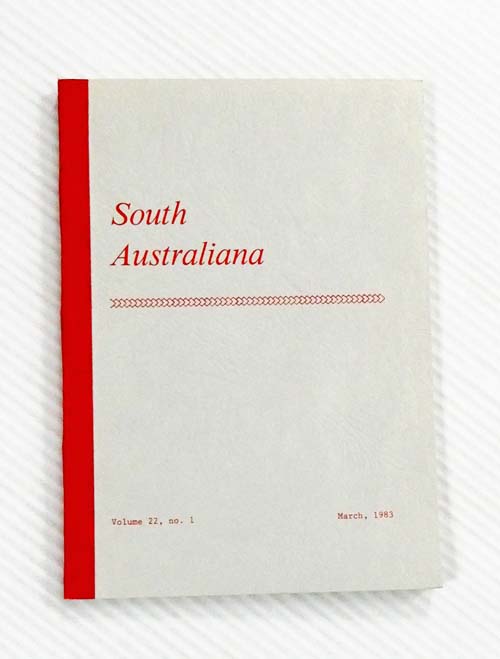 South
Australiana
Volume 22, no. 1
March, 1983